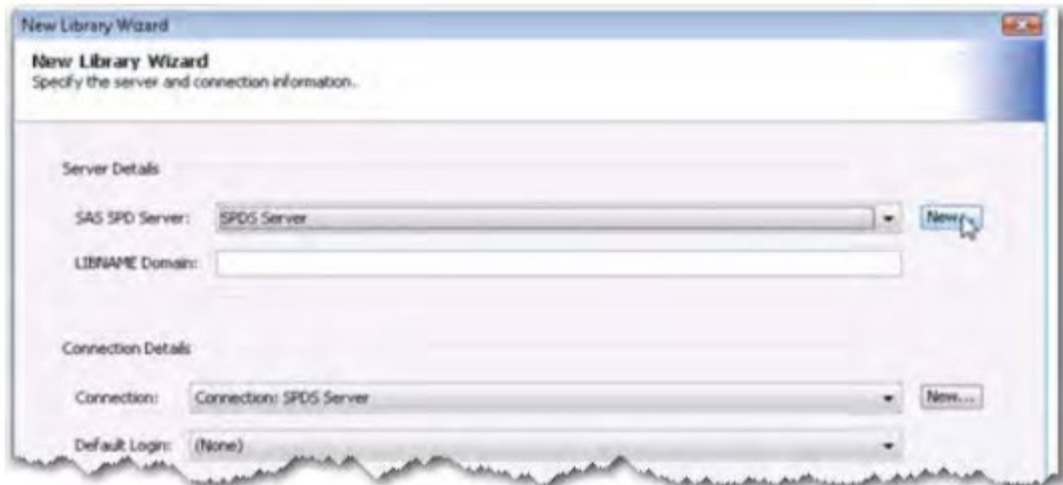 New Library Wizard
New Library Wizard
Specify the server and connection information.
Server Details
SAS SPD Server: SPDS Server New...
LIBNAME Domain:
Connection Details
Connection: Connection: SPDS Server New...
Default Login: (None)